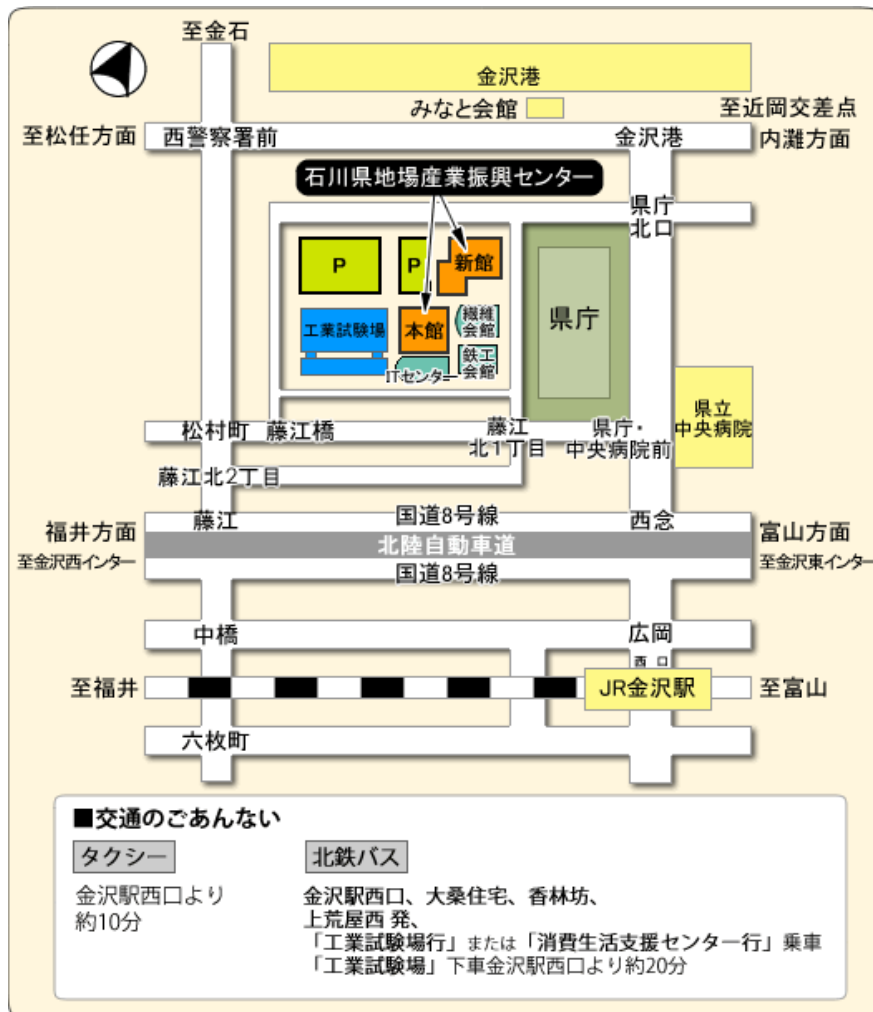 至金石
金沢港
みなと会館
至近岡交差点
至松任方面
西警察署前
金沢港
内灘方面
石川県地場産業振興センター
県庁
北口
P
P
新館
工業試験場
本館
繊維
会館
県庁
鉄工
会館
ITセンター
県立
中央病院
松村町
藤江橋
藤江
北1丁目
県庁・
中央病院前
藤江北2丁目
福井方面
藤江
国道8号線
西念
富山方面
至金沢西インター
北陸自動車道
至金沢東インター
国道8号線
中橋
広岡
西口
至福井
JR金沢駅
至富山
六枚町
■交通のごあんない
タクシー
金沢駅西口より
約10分
北鉄バス
金沢駅西口、大桑住宅、香林坊、
上荒屋西 発、
「工業試験場行」または「消費生活支援センター行」乗車
「工業試験場」下車金沢駅西口より約20分